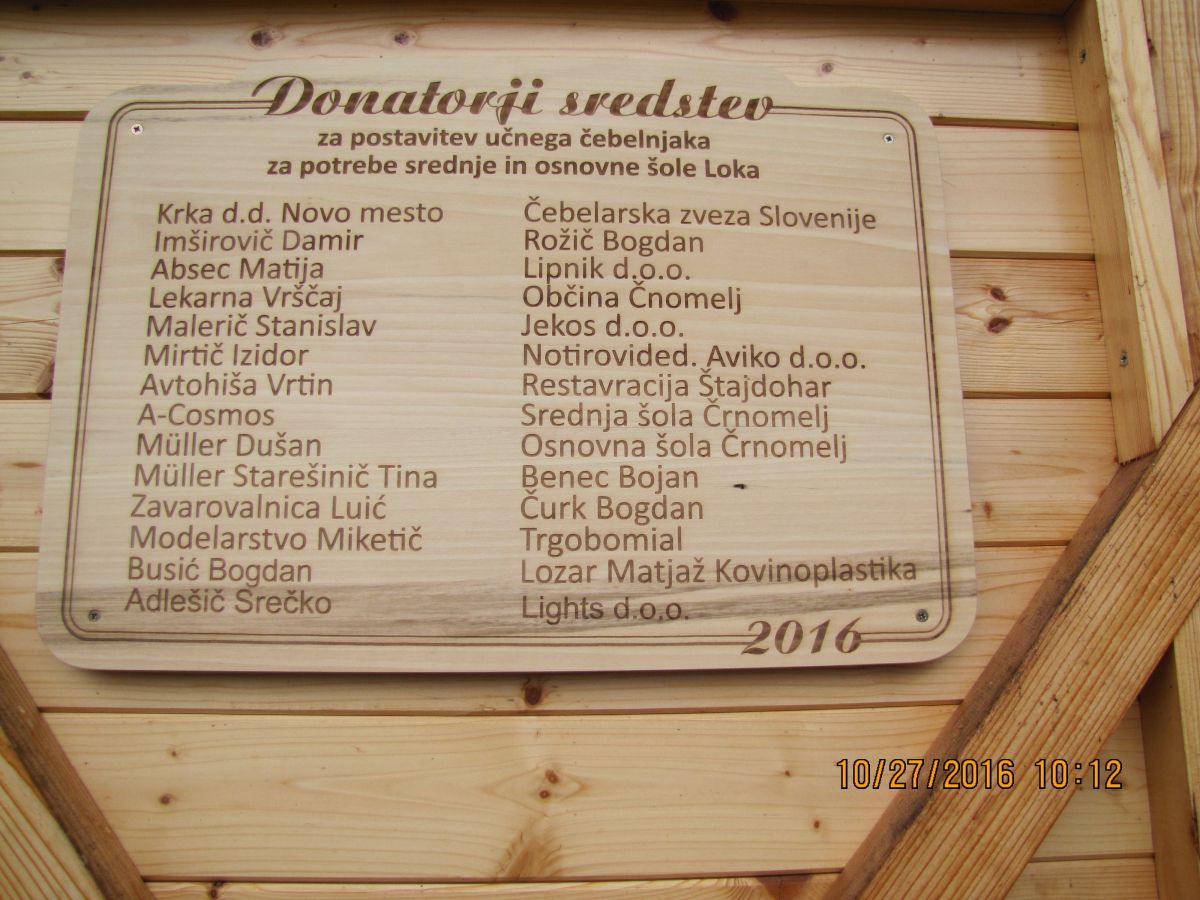 Donatorji sredstev
za postavitev učnega čebelnjaka
za potrebe srednje in osnovne šole Loka
Krka d.d. Novo mesto
Imširovič Damir
Absec Matija
Lekarna Vrščaj
Malerič Stanislav
Mirtič Izidor
Avtohiša Vrtin
A-Cosmos
Müller Dušan
Müller Starešinič Tina
Zavarovalnica Luić
Modelarstvo Miketič
Busić Bogdan
Adlešič Srečko
Čebelarska zveza Slovenije
Rožič Bogdan
Lipnik d.o.o.
Občina Čnomelj
Jekos d.o.o.
Notirovided. Aviko d.o.o.
Restavracija Štajdohar
Srednja šola Črnomelj
Osnovna šola Črnomelj
Benec Bojan
Čurk Bogdan
Trgobomial
Lozar Matjaž Kovinoplastika
Lights d.o.o.
2016
10/27/2016 10:12